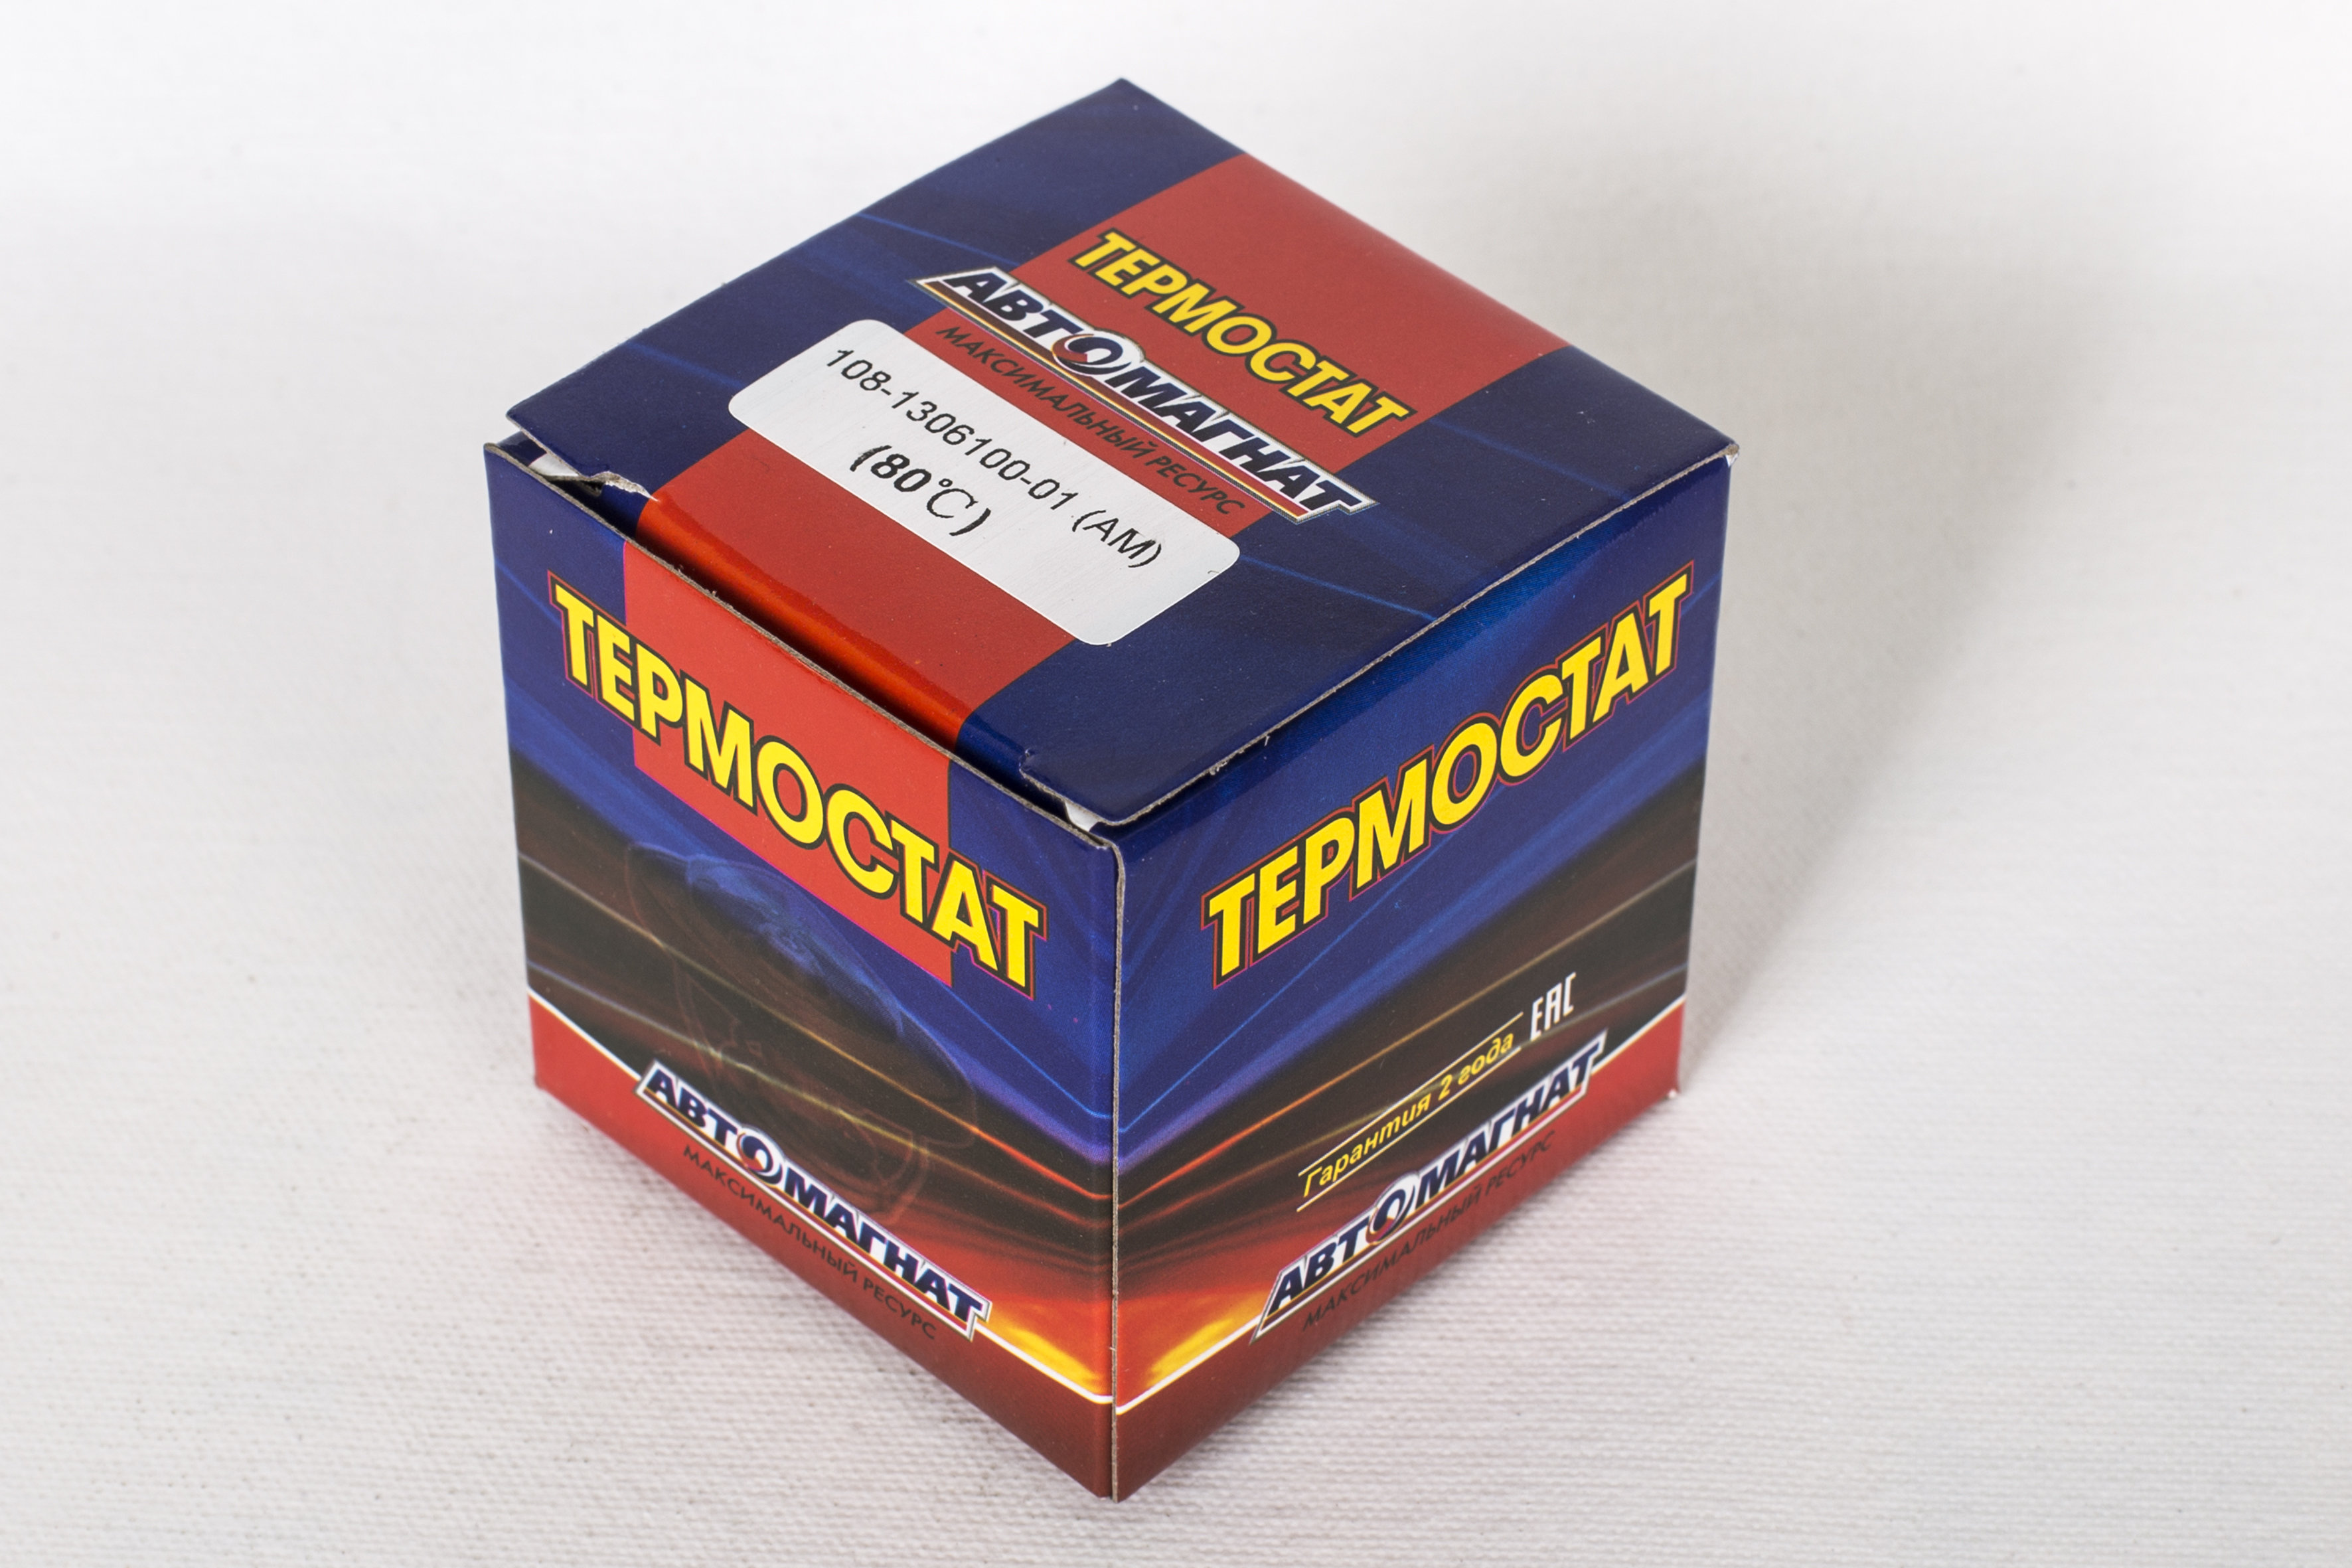 ТЕРМОСТАТ
АВТОМАГНАТ
МАКСИМАЛЬНЫЙ РЕСУРС
108-1306100-01 (АМ)
(80℃)
ТЕРМОСТАТ
АВТОМАГНАТ
МАКСИМАЛЬНЫЙ РЕСУРС
ТЕРМОСТАТ
Гарантия 2 года EAC
АВТОМАГНАТ
МАКСИМАЛЬНЫЙ РЕСУРС